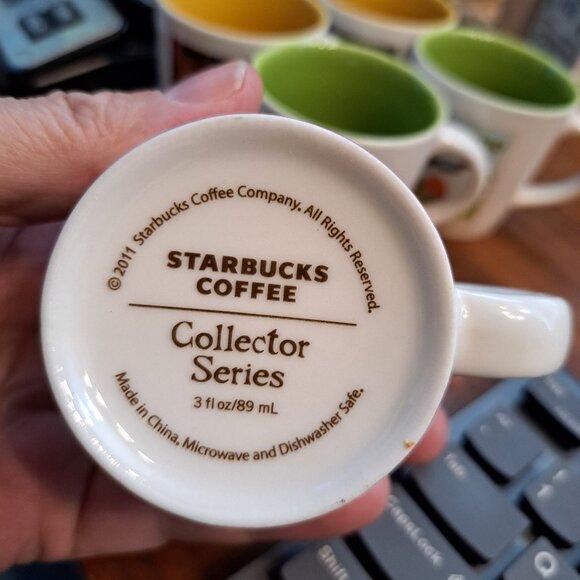 © 2011 Starbucks Coffee Company. All Rights Reserved.
STARBUCKS
COFFEE
Collector
Series
3 fl oz/89 mL
Made in China, Microwave and Dishwasher Safe.
Tab
CapsLock
Shift
Q